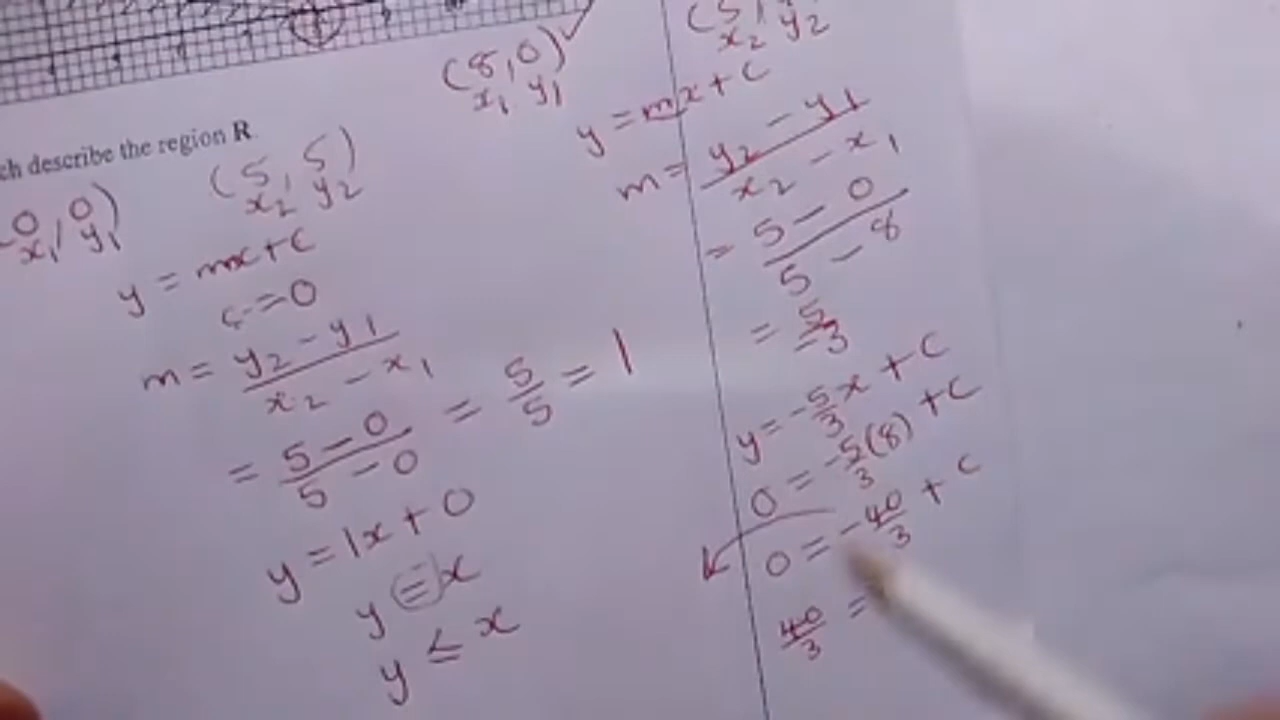 ch describe the region R.
0, 0)
x1 y1
(5, 5)
x2 y2
y = mx + c
c = 0
m = y2 - y1 / x2 - x1
= 5 - 0 / 5 - 0 = 5/5 = 1
y = 1x + 0
y = x
y ≤ x
(8, 0) ✓
x1 y1
(5,
x2 y2
y = mx + c
m = y2 - y1 / x2 - x1
= 5 - 0 / 5 - 8
= 5/-3
y = -5/3 x + c
0 = -5/3 (8) + c
0 = -40/3 + c
40/3 =